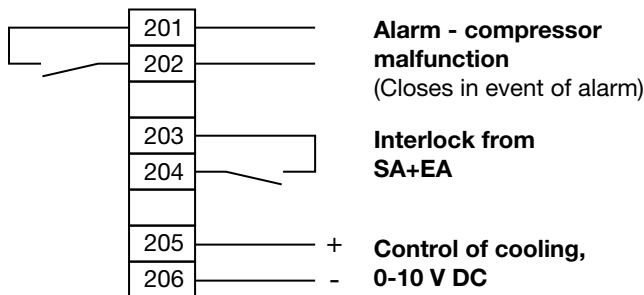 201
Alarm - compressor
202
malfunction
(Closes in event of alarm)
203
Interlock from
204
SA+EA
205 + Control of cooling,
206 - 0-10 V DC